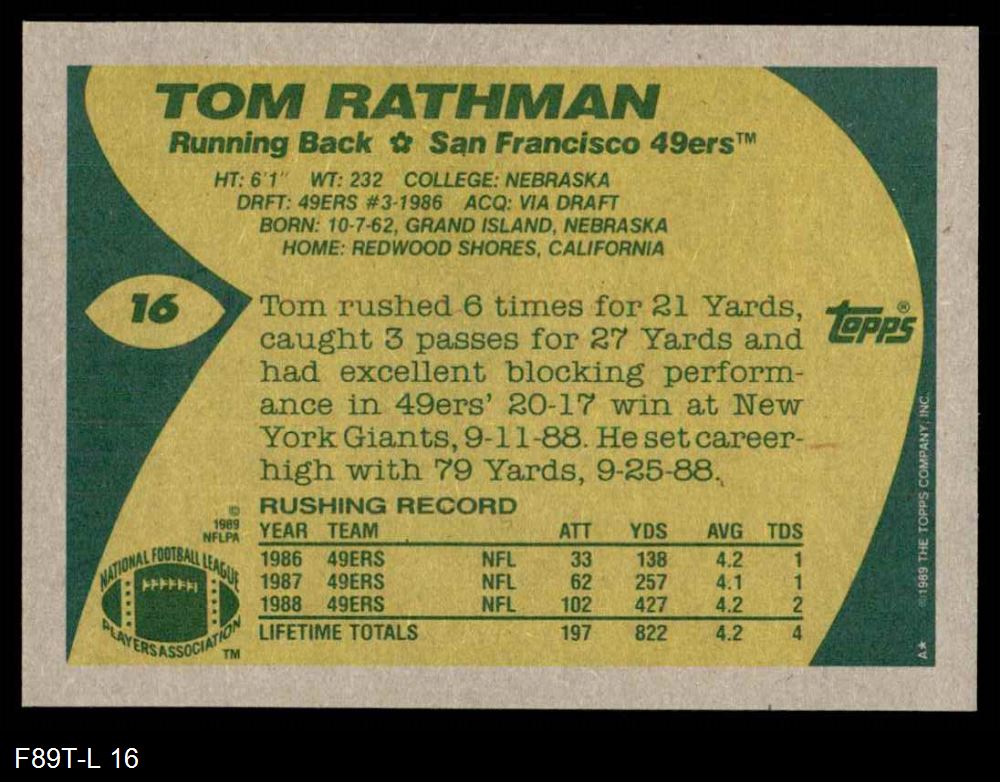 TOM RATHMAN
Running Back ✿ San Francisco 49ers™
HT: 6'1" WT: 232 COLLEGE: NEBRASKA
DRFT: 49ERS #3-1986 ACQ: VIA DRAFT
BORN: 10-7-62, GRAND ISLAND, NEBRASKA
HOME: REDWOOD SHORES, CALIFORNIA
16
Tom rushed 6 times for 21 Yards,
caught 3 passes for 27 Yards and
had excellent blocking perform-
ance in 49ers' 20-17 win at New
York Giants, 9-11-88. He set career-
high with 79 Yards, 9-25-88.
topps®
RUSHING RECORD
YEAR TEAM ATT YDS AVG TDS
1986 49ERS NFL 33 138 4.2 1
1987 49ERS NFL 62 257 4.1 1
1988 49ERS NFL 102 427 4.2 2
LIFETIME TOTALS 197 822 4.2 4
©
1989
NFLPA
NATIONAL FOOTBALL LEAGUE
PLAYERS ASSOCIATION
TM
©1989 THE TOPPS COMPANY, INC.
A★
F89T-L 16